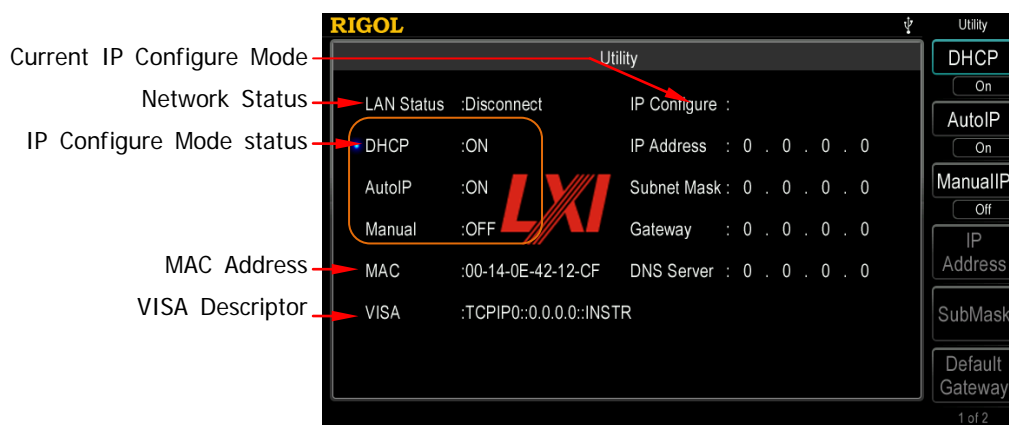 RIGOL
Utility
Current IP Configure Mode
Utility
DHCP
On
Network Status
LAN Status :Disconnect
IP Configure :
IP Configure Mode status
DHCP :ON
IP Address : 0 . 0 . 0 . 0
AutoIP
On
AutoIP :ON
LXI
Subnet Mask : 0 . 0 . 0 . 0
ManualIP
Off
Manual :OFF
Gateway : 0 . 0 . 0 . 0
IP
Address
MAC Address
MAC :00-14-0E-42-12-CF
DNS Server : 0 . 0 . 0 . 0
VISA Descriptor
VISA :TCPIP0::0.0.0.0::INSTR
SubMask
Default
Gateway
1 of 2